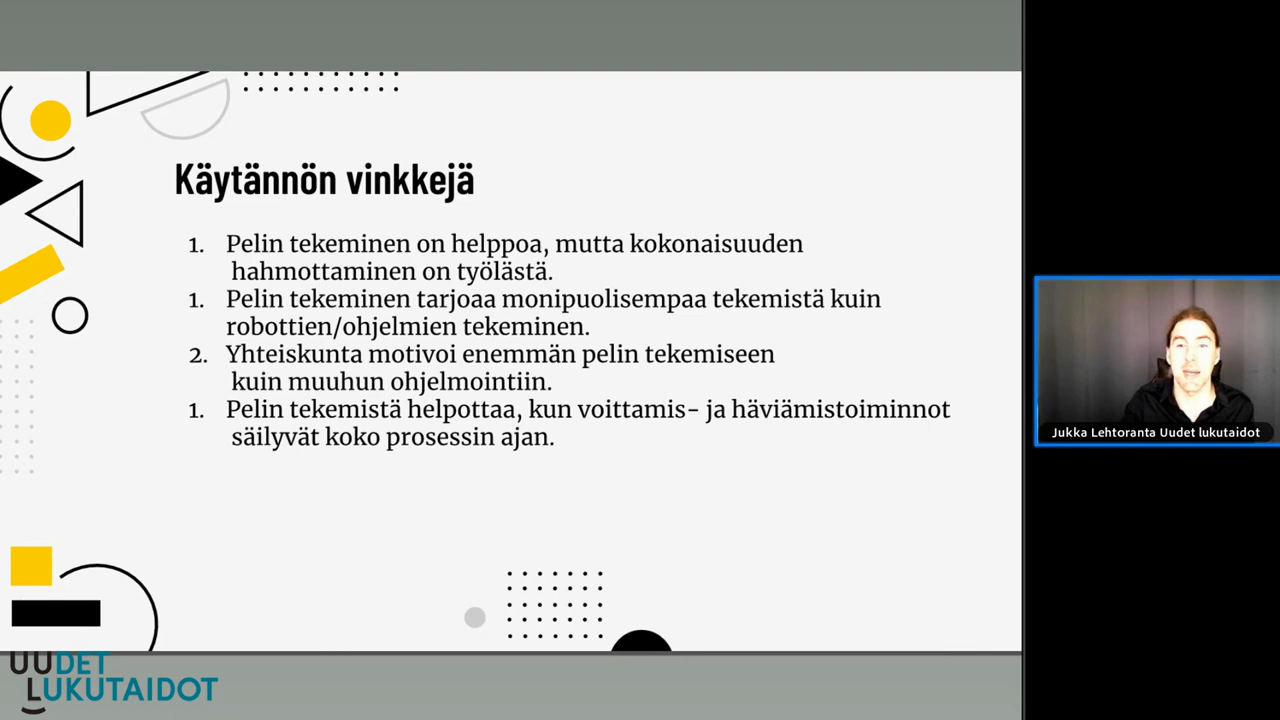 Käytännön vinkkejä
1. Pelin tekeminen on helppoa, mutta kokonaisuuden
hahmottaminen on työlästä.
1. Pelin tekeminen tarjoaa monipuolisempaa tekemistä kuin
robottien/ohjelmien tekeminen.
2. Yhteiskunta motivoi enemmän pelin tekemiseen
kuin muuhun ohjelmointiin.
1. Pelin tekemistä helpottaa, kun voittamis- ja häviämistoiminnot
säilyvät koko prosessin ajan.
Jukka Lehtoranta Uudet lukutaidot
UUDET
LUKUTAIDOT